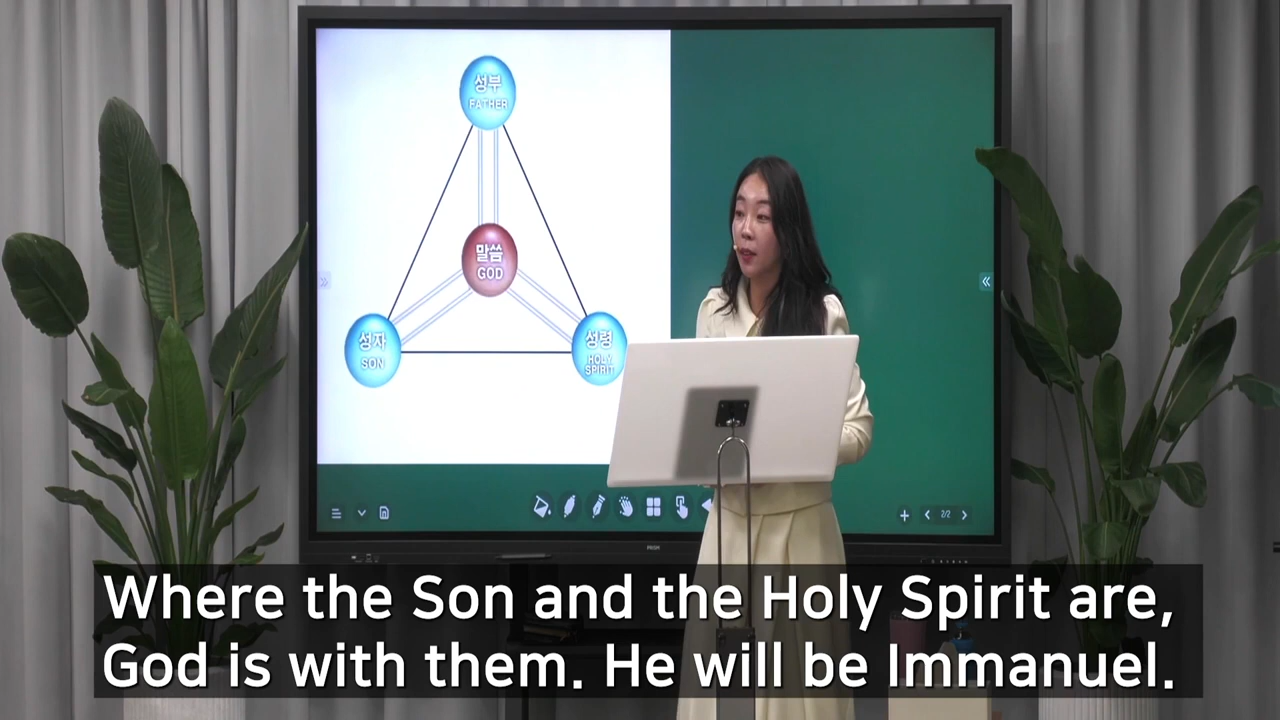 성부
FATHER
말씀
GOD
성자
SON
성령
HOLY
SPIRIT
2/2
Where the Son and the Holy Spirit are,
God is with them. He will be Immanuel.